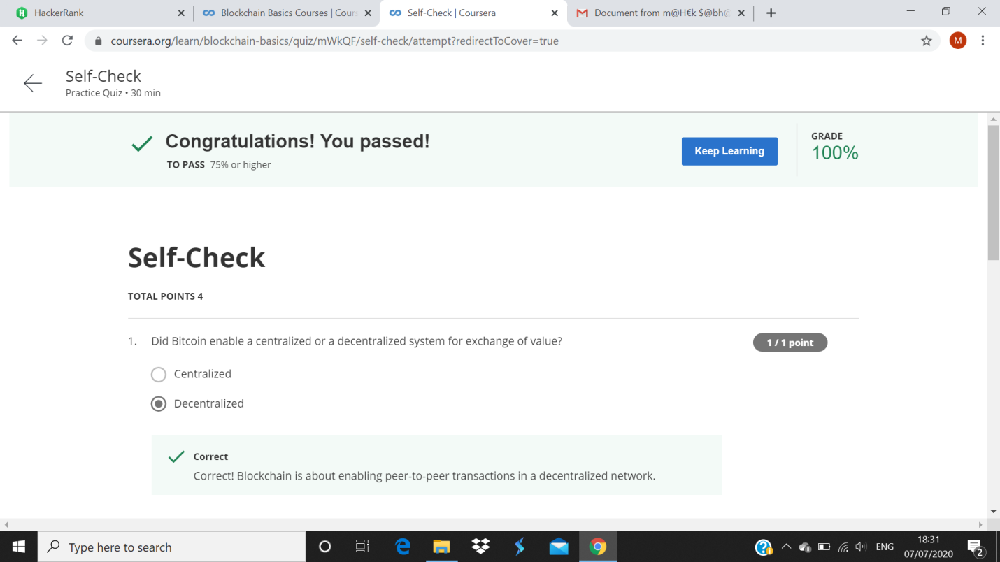 HackerRank
Blockchain Basics Courses | Cour
Self-Check | Coursera
Document from m@H€k $@bh@
coursera.org/learn/blockchain-basics/quiz/mWkQF/self-check/attempt?redirectToCover=true
M
Self-Check
Practice Quiz • 30 min
Congratulations! You passed!
TO PASS 75% or higher
Keep Learning
GRADE
100%
Self-Check
TOTAL POINTS 4
1. Did Bitcoin enable a centralized or a decentralized system for exchange of value?
1 / 1 point
Centralized
Decentralized
Correct
Correct! Blockchain is about enabling peer-to-peer transactions in a decentralized network.
Type here to search
ENG
18:31
07/07/2020
2